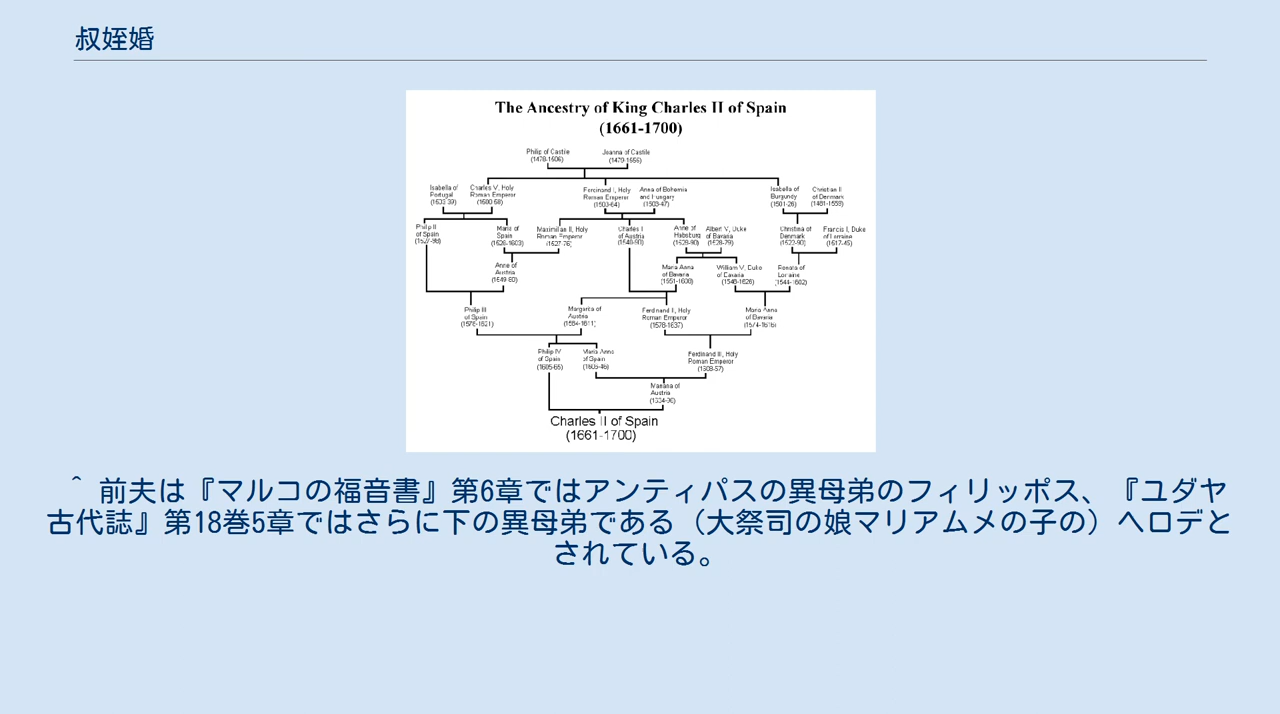 叔姪婚
The Ancestry of King Charles II of Spain
(1661-1700)
Philip of Castile
(1478-1506)
Joanna of Castile
(1479-1555)
Isabella of
Portugal
(1503-39)
Charles V, Holy
Roman Emperor
(1500-58)
Ferdinand I, Holy
Roman Emperor
(1503-64)
Anna of Bohemia
and Hungary
(1503-47)
Isabella of
Burgundy
(1501-26)
Christian II
of Denmark
(1481-1559)
Philip II
of Spain
(1527-98)
Maria of
Spain
(1528-1603)
Maximilian II, Holy
Roman Emperor
(1527-76)
Charles I
of Austria
(1540-90)
Anne of
Habsburg
(1528-90)
Albert V, Duke
of Bavaria
(1528-79)
Christina of
Denmark
(1522-90)
Francis I, Duke
of Lorraine
(1517-45)
Anne of
Austria
(1549-80)
Maria Anna
of Bavaria
(1551-1608)
William V, Duke
of Bavaria
(1548-1626)
Renata of
Lorraine
(1544-1602)
Philip III
of Spain
(1578-1621)
Margaret of
Austria
(1584-1611)
Ferdinand II, Holy
Roman Emperor
(1578-1637)
Maria Anna
of Bavaria
(1574-1616)
Philip IV
of Spain
(1605-65)
Maria Anna
of Spain
(1606-46)
Ferdinand III, Holy
Roman Emperor
(1608-57)
Mariana of
Austria
(1634-96)
Charles II of Spain
(1661-1700)
^ 前夫は『マルコの福音書』第6章ではアンティパスの異母弟のフィリッポス、『ユダヤ
古代誌』第18巻5章ではさらに下の異母弟である（大祭司の娘マリアムメの子の）ヘロデと
されている。